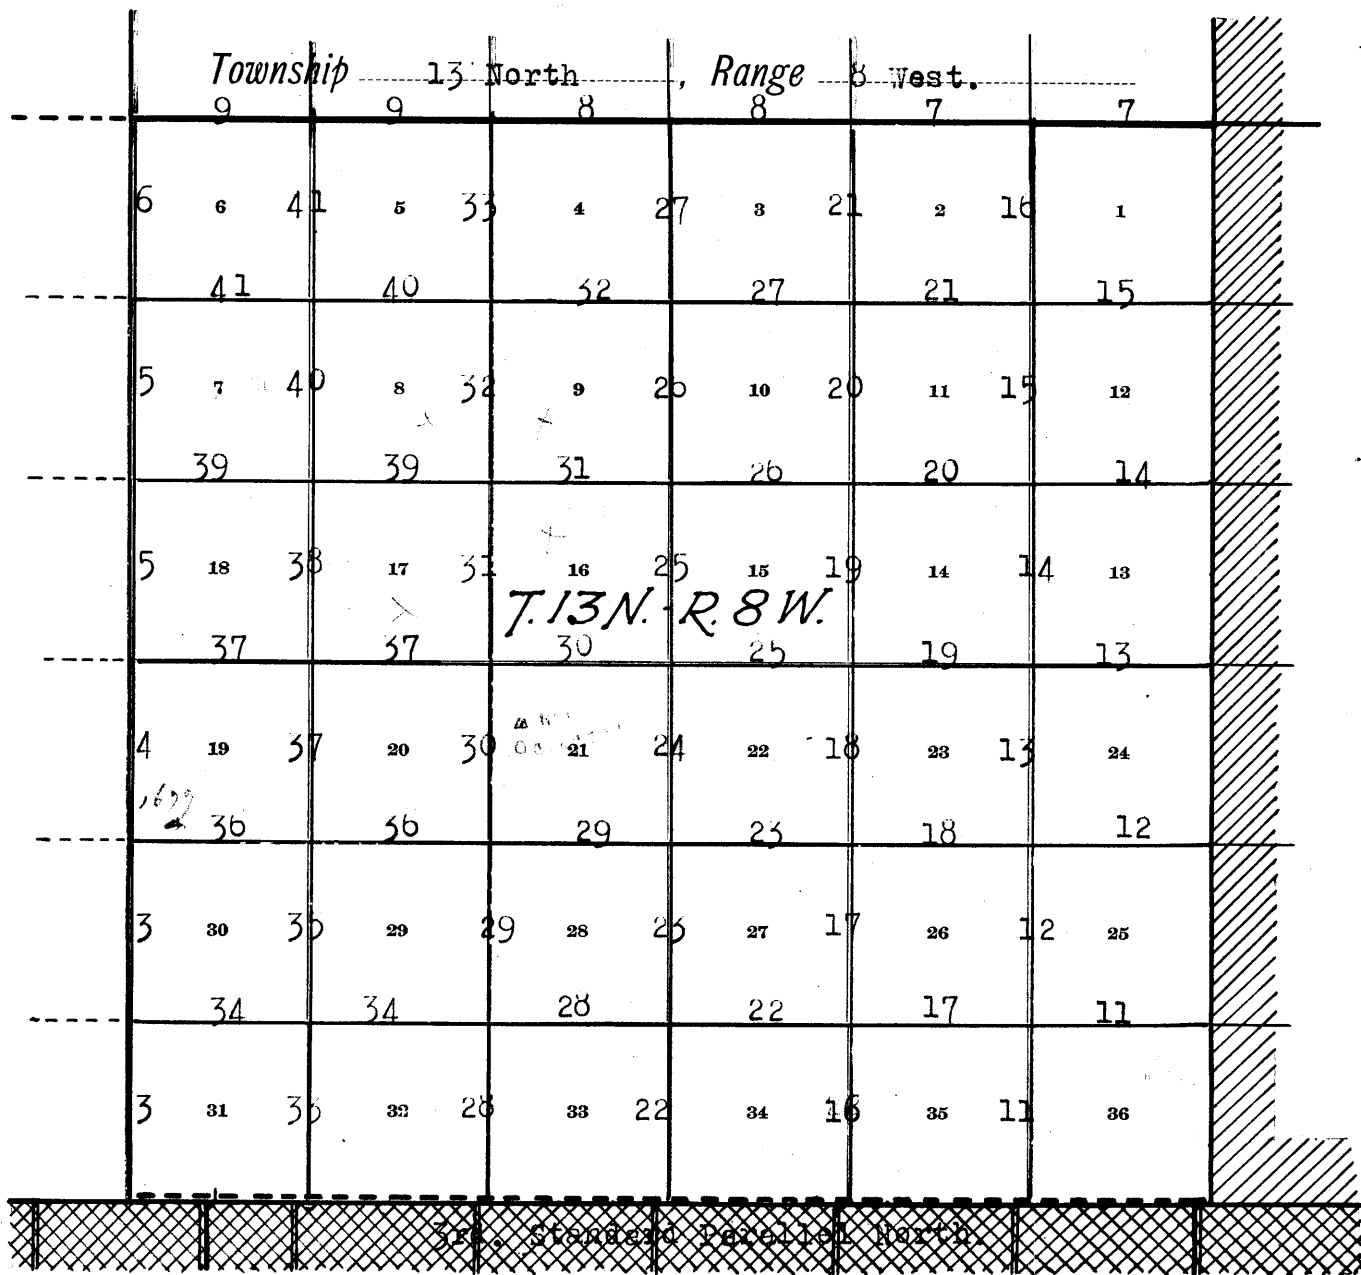 Township 13 North, Range 8 West.
9 9 8 8 7 7
6 6 41 5 33 4 27 3 21 2 16 1
41 40 32 27 21 15
5 7 40 8 32 9 26 10 20 11 15 12
39 39 31 26 20 14
5 18 38 17 31 16 25 15 19 14 14 13
T.13N. R.8W.
37 37 30 25 19 13
4 19 37 20 30 21 24 22 18 23 13 24
36 36 29 23 18 12
3 30 36 29 29 28 23 27 17 26 12 25
34 34 28 22 17 11
3 31 36 32 28 33 22 34 16 35 11 36
3rd. Standard Parallel North.